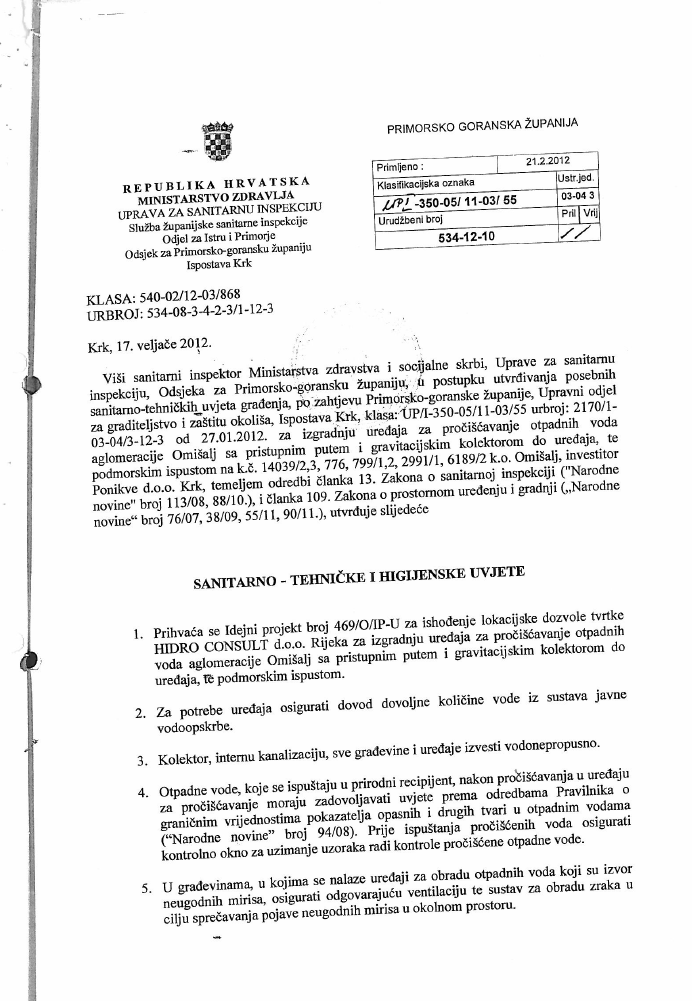 PRIMORSKO GORANSKA ŽUPANIJA
Primljeno : 21.2.2012
Klasifikacijska oznaka Ustr.jed.
UPI -350-05/ 11-03/ 55 03-04 3
Urudžbeni broj Pril Vrij
534-12-10 //
REPUBLIKA HRVATSKA
MINISTARSTVO ZDRAVLJA
UPRAVA ZA SANITARNU INSPEKCIJU
Služba županijske sanitarne inspekcije
Odjel za Istru i Primorje
Odsjek za Primorsko-goransku županiju
Ispostava Krk
KLASA: 540-02/12-03/868
URBROJ: 534-08-3-4-2-3/1-12-3
Krk, 17. veljače 2012.
Viši sanitarni inspektor Ministarstva zdravstva i socijalne skrbi, Uprave za sanitarnu
inspekciju, Odsjeka za Primorsko-goransku županiju, u postupku utvrđivanja posebnih
sanitarno-tehničkih uvjeta građenja, po zahtjevu Primorsko-goranske županije, Upravni odjel
za graditeljstvo i zaštitu okoliša, Ispostava Krk, klasa: UP/I-350-05/11-03/55 urbroj: 2170/1-
03-04/3-12-3 od 27.01.2012. za izgradnju uređaja za pročišćavanje otpadnih voda
aglomeracije Omišalj sa pristupnim putem i gravitacijskim kolektorom do uređaja, te
podmorskim ispustom na k.č. 14039/2,3, 776, 799/1,2, 2991/1, 6189/2 k.o. Omišalj, investitor
Ponikve d.o.o. Krk, temeljem odredbi članka 13. Zakona o sanitarnoj inspekciji ("Narodne
novine" broj 113/08, 88/10.), i članka 109. Zakona o prostornom uređenju i gradnji („Narodne
novine“ broj 76/07, 38/09, 55/11, 90/11.), utvrđuje slijedeće
SANITARNO - TEHNIČKE I HIGIJENSKE UVJETE
1. Prihvaća se Idejni projekt broj 469/O/IP-U za ishođenje lokacijske dozvole tvrtke
HIDRO CONSULT d.o.o. Rijeka za izgradnju uređaja za pročišćavanje otpadnih
voda aglomeracije Omišalj sa pristupnim putem i gravitacijskim kolektorom do
uređaja, te podmorskim ispustom.
2. Za potrebe uređaja osigurati dovod dovoljne količine vode iz sustava javne
vodoopskrbe.
3. Kolektor, internu kanalizaciju, sve građevine i uređaje izvesti vodonepropusno.
4. Otpadne vode, koje se ispuštaju u prirodni recipijent, nakon pročišćavanja u uređaju
za pročišćavanje moraju zadovoljavati uvjete prema odredbama Pravilnika o
graničnim vrijednostima pokazatelja opasnih i drugih tvari u otpadnim vodama
(“Narodne novine” broj 94/08). Prije ispuštanja pročišćenih voda osigurati
kontrolno okno za uzimanje uzoraka radi kontrole pročišćene otpadne vode.
5. U građevinama, u kojima se nalaze uređaji za obradu otpadnih voda koji su izvor
neugodnih mirisa, osigurati odgovarajuću ventilaciju te sustav za obradu zraka u
cilju sprečavanja pojave neugodnih mirisa u okolnom prostoru.